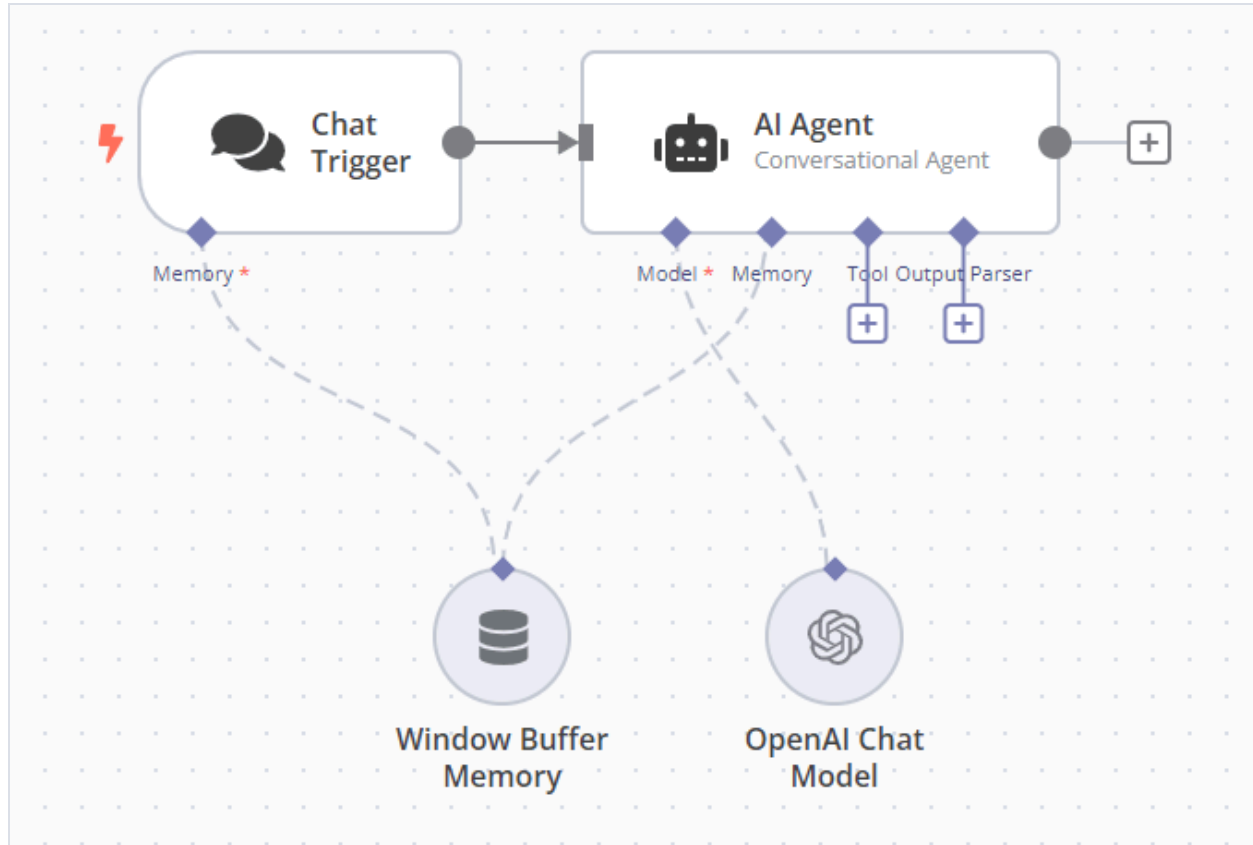 Chat
Trigger
AI Agent
Conversational Agent
Memory *
Model *
Memory
Tool
Output Parser
Window Buffer
Memory
OpenAI Chat
Model